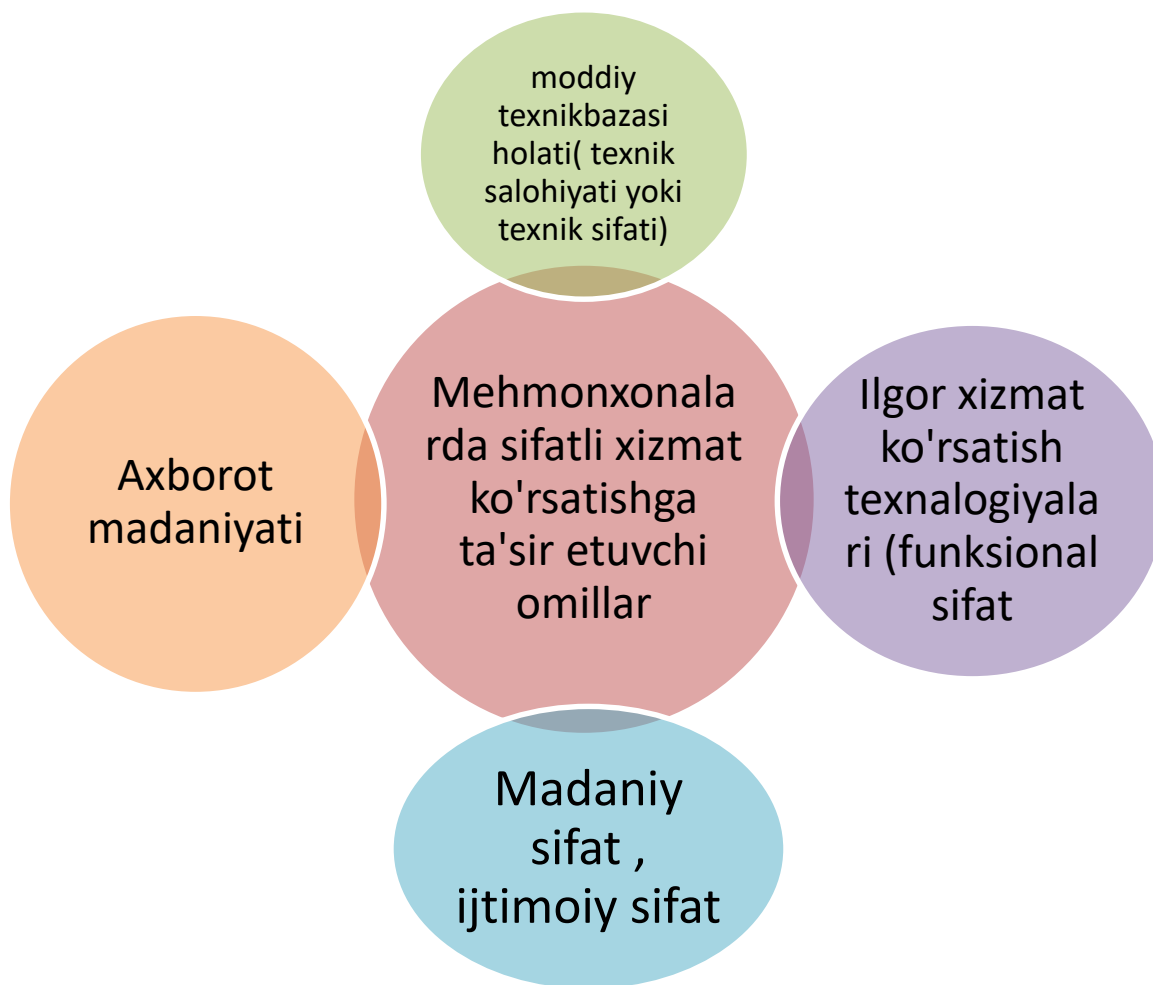 moddiy
texnikbazasi
holati( texnik
salohiyati yoki
texnik sifati)
Axborot
madaniyati
Mehmonxonala
rda sifatli xizmat
ko'rsatishga
ta'sir etuvchi
omillar
Ilgor xizmat
ko'rsatish
texnalogiyala
ri (funksional
sifat
Madaniy
sifat ,
ijtimoiy sifat